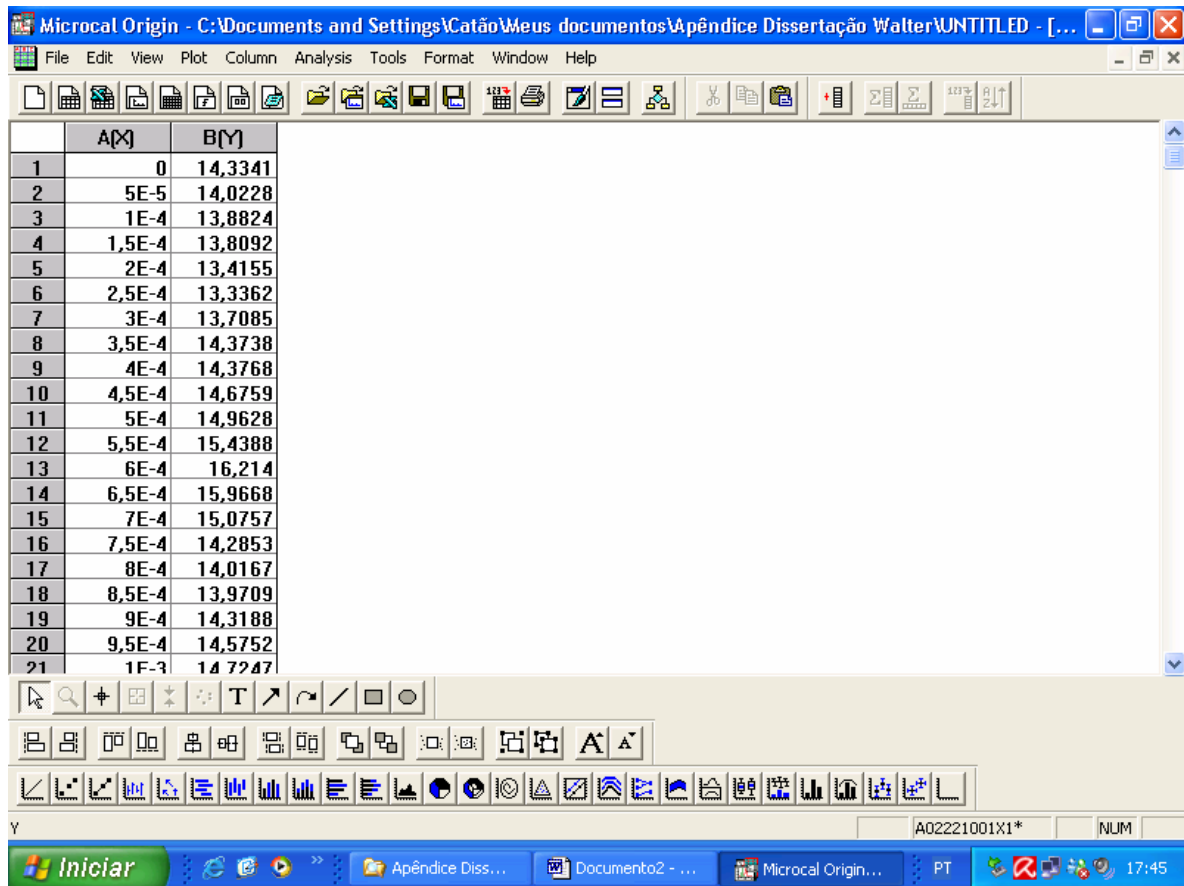 Microcal Origin - C:\Documents and Settings\Catão\Meus documentos\Apêndice Dissertação Walter\UNTITLED - [...
File Edit View Plot Column Analysis Tools Format Window Help
A(X) B(Y)
1 0 14,3341
2 5E-5 14,0228
3 1E-4 13,8824
4 1,5E-4 13,8092
5 2E-4 13,4155
6 2,5E-4 13,3362
7 3E-4 13,7085
8 3,5E-4 14,3738
9 4E-4 14,3768
10 4,5E-4 14,6759
11 5E-4 14,9628
12 5,5E-4 15,4388
13 6E-4 16,214
14 6,5E-4 15,9668
15 7E-4 15,0757
16 7,5E-4 14,2853
17 8E-4 14,0167
18 8,5E-4 13,9709
19 9E-4 14,3188
20 9,5E-4 14,5752
21 1E-3 14,7247
T
A A
Y A02221001X1* NUM
Iniciar » Apêndice Diss... Documento2 - ... Microcal Origin... PT 17:45